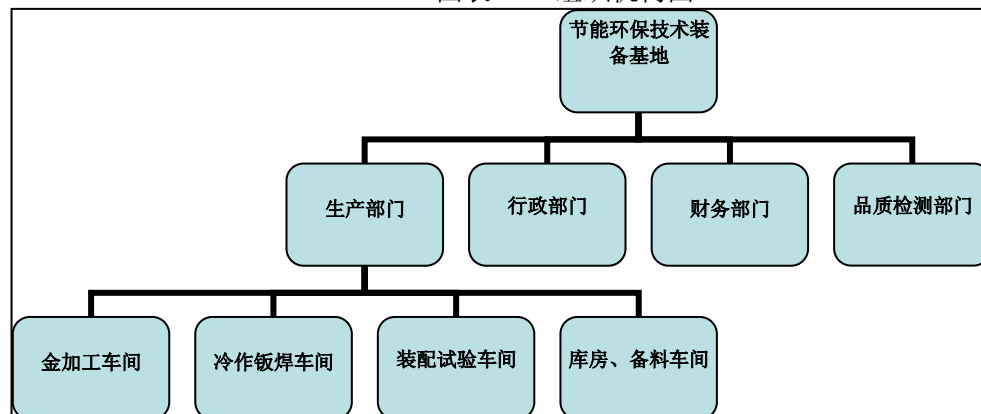 节能环保技术装
备基地
生产部门
行政部门
财务部门
品质检测部门
金加工车间
冷作钣焊车间
装配试验车间
库房、备料车间